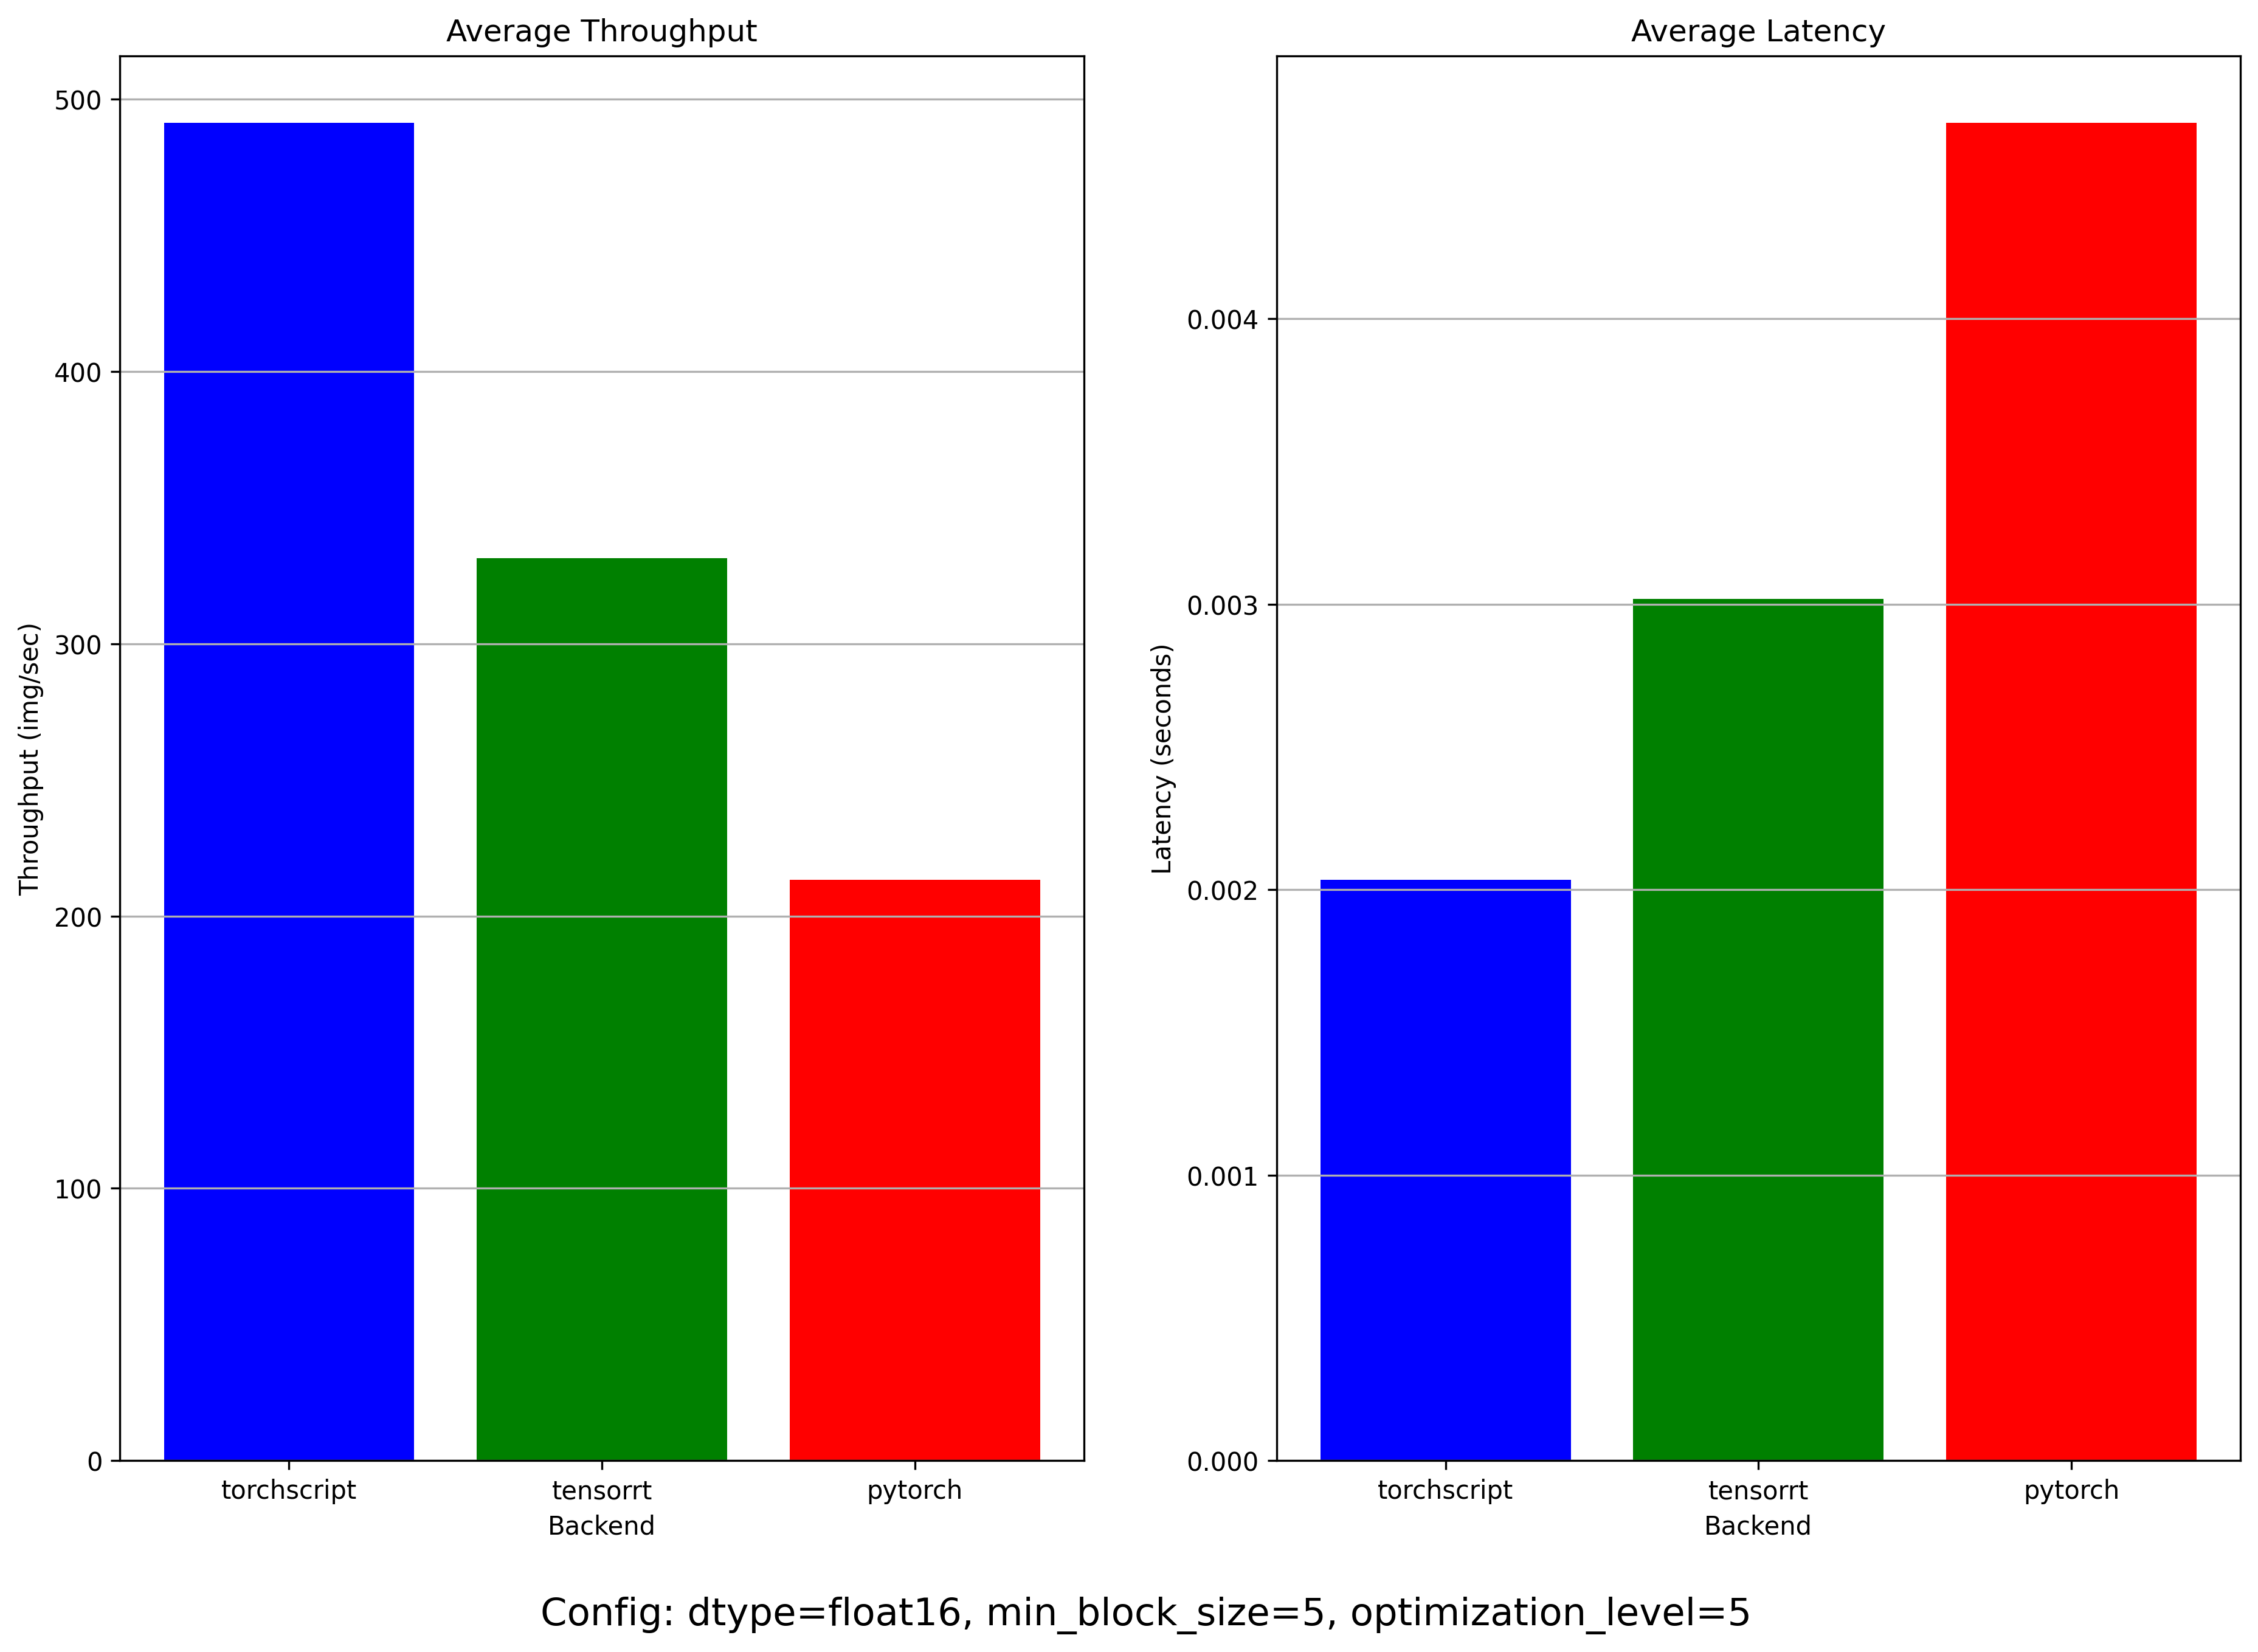 Average Throughput
500
400
300
200
100
0
Throughput (img/sec)
torchscript
tensorrt
pytorch
Backend
Average Latency
0.004
0.003
0.002
0.001
0.000
Latency (seconds)
torchscript
tensorrt
pytorch
Backend
Config: dtype=float16, min_block_size=5, optimization_level=5